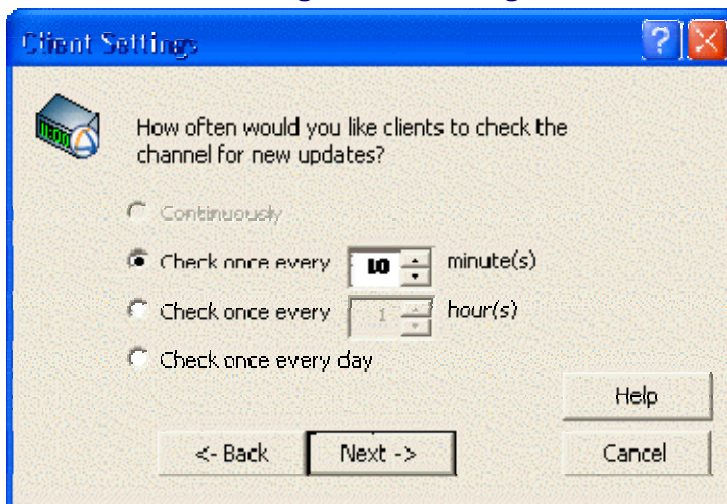 Client Settings
How often would you like clients to check the
channel for new updates?
Continuously
Check once every 10 minute(s)
Check once every 1 hour(s)
Check once every day
Help
<- Back Next -> Cancel